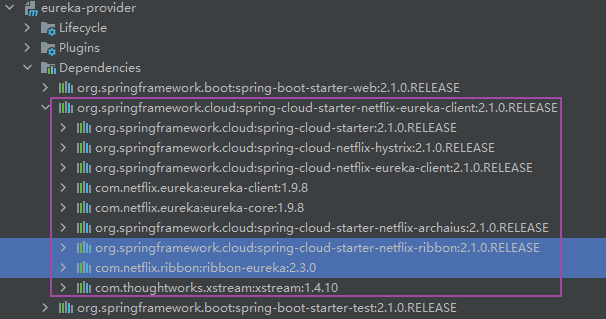 eureka-provider
Lifecycle
Plugins
Dependencies
org.springframework.boot:spring-boot-starter-web:2.1.0.RELEASE
org.springframework.cloud:spring-cloud-starter-netflix-eureka-client:2.1.0.RELEASE
org.springframework.cloud:spring-cloud-starter:2.1.0.RELEASE
org.springframework.cloud:spring-cloud-netflix-hystrix:2.1.0.RELEASE
org.springframework.cloud:spring-cloud-netflix-eureka-client:2.1.0.RELEASE
com.netflix.eureka:eureka-client:1.9.8
com.netflix.eureka:eureka-core:1.9.8
org.springframework.cloud:spring-cloud-starter-netflix-archaius:2.1.0.RELEASE
org.springframework.cloud:spring-cloud-starter-netflix-ribbon:2.1.0.RELEASE
com.netflix.ribbon:ribbon-eureka:2.3.0
com.thoughtworks.xstream:xstream:1.4.10
org.springframework.boot:spring-boot-starter-test:2.1.0.RELEASE